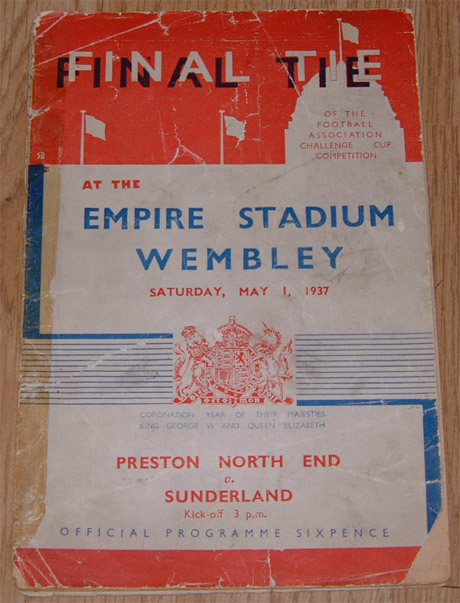 FINAL TIE
OF THE
FOOTBALL
ASSOCIATION
CHALLENGE CUP
COMPETITION
AT THE
EMPIRE STADIUM
WEMBLEY
SATURDAY, MAY 1, 1937
CORONATION YEAR OF THEIR MAJESTIES
KING GEORGE VI AND QUEEN ELIZABETH
PRESTON NORTH END
v.
SUNDERLAND
Kick-off 3 p.m.
OFFICIAL PROGRAMME SIXPENCE